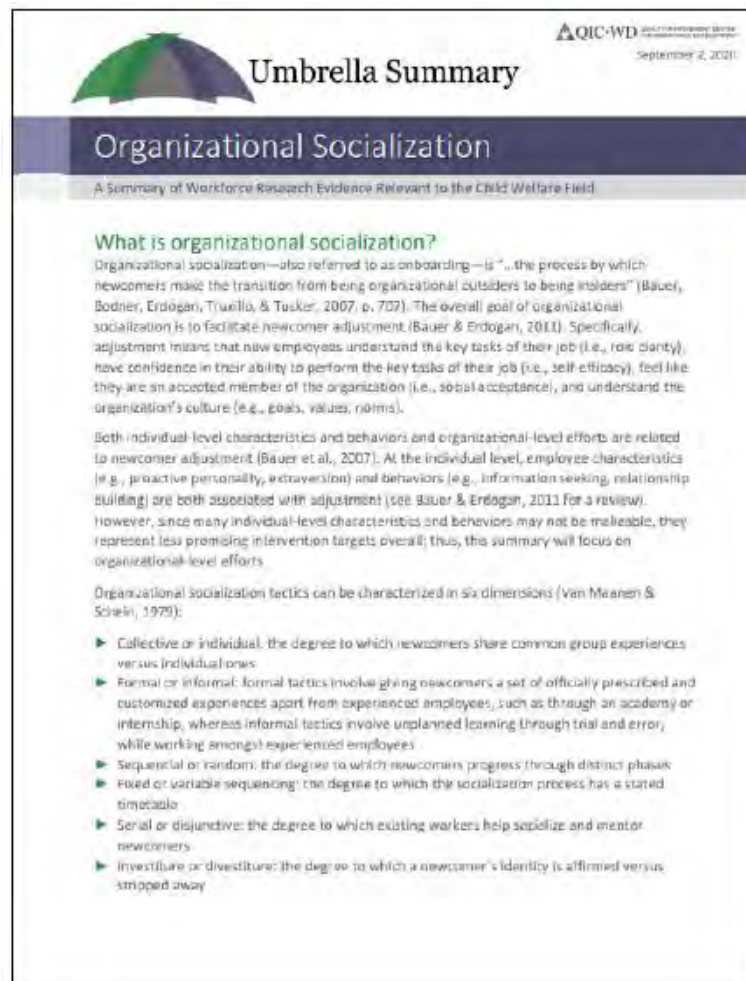 QIC-WD
September 2, 2020
Umbrella Summary
Organizational Socialization
A Summary of Workforce Research Evidence Relevant to the Child Welfare Field
What is organizational socialization?
Organizational socialization—also referred to as onboarding—is "...the process by which
newcomers make the transition from being organizational outsiders to being insiders" (Bauer,
Bodner, Erdogan, Truxillo, & Tucker, 2007, p. 707). The overall goal of organizational
socialization is to facilitate newcomer adjustment (Bauer & Erdogan, 2011). Specifically,
adjustment means that new employees understand the key tasks of their job (i.e., role clarity),
have confidence in their ability to perform the key tasks of their job (i.e., self-efficacy), feel like
they are an accepted member of the organization (i.e., social acceptance), and understand the
organization's culture (e.g., goals, values, norms).
Both individual-level characteristics and behaviors and organizational-level efforts are related
to newcomer adjustment (Bauer et al., 2007). At the individual level, employee characteristics
(e.g., proactive personality, extraversion) and behaviors (e.g., information seeking, relationship
building) are both associated with adjustment (see Bauer & Erdogan, 2011 for a review).
However, since many individual-level characteristics and behaviors may not be malleable, they
represent less promising intervention targets overall; thus, this summary will focus on
organizational-level efforts.
Organizational socialization tactics can be characterized in six dimensions (Van Maanen &
Schein, 1979):
► Collective or individual: the degree to which newcomers share common group experiences
versus individual ones
► Formal or informal: formal tactics involve giving newcomers a set of officially prescribed and
customized experiences apart from experienced employees, such as through an academy or
internship, whereas informal tactics involve unplanned learning through trial and error,
while working amongst experienced employees
► Sequential or random: the degree to which newcomers progress through distinct phases
► Fixed or variable sequencing: the degree to which the socialization process has a stated
timetable
► Serial or disjunctive: the degree to which existing workers help socialize and mentor
newcomers
► Investiture or divestiture: the degree to which a newcomer's identity is affirmed versus
stripped away